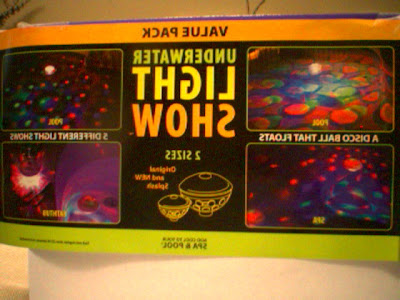 VALUE PACK
UNDERWATER
LIGHT
SHOW
2 SIZES
Original
and NEW
Splash
POOL
A DISCO BALL THAT FLOATS
SPA
POOL
5 DIFFERENT LIGHT SHOWS
BATHTUB
SPA & POOL